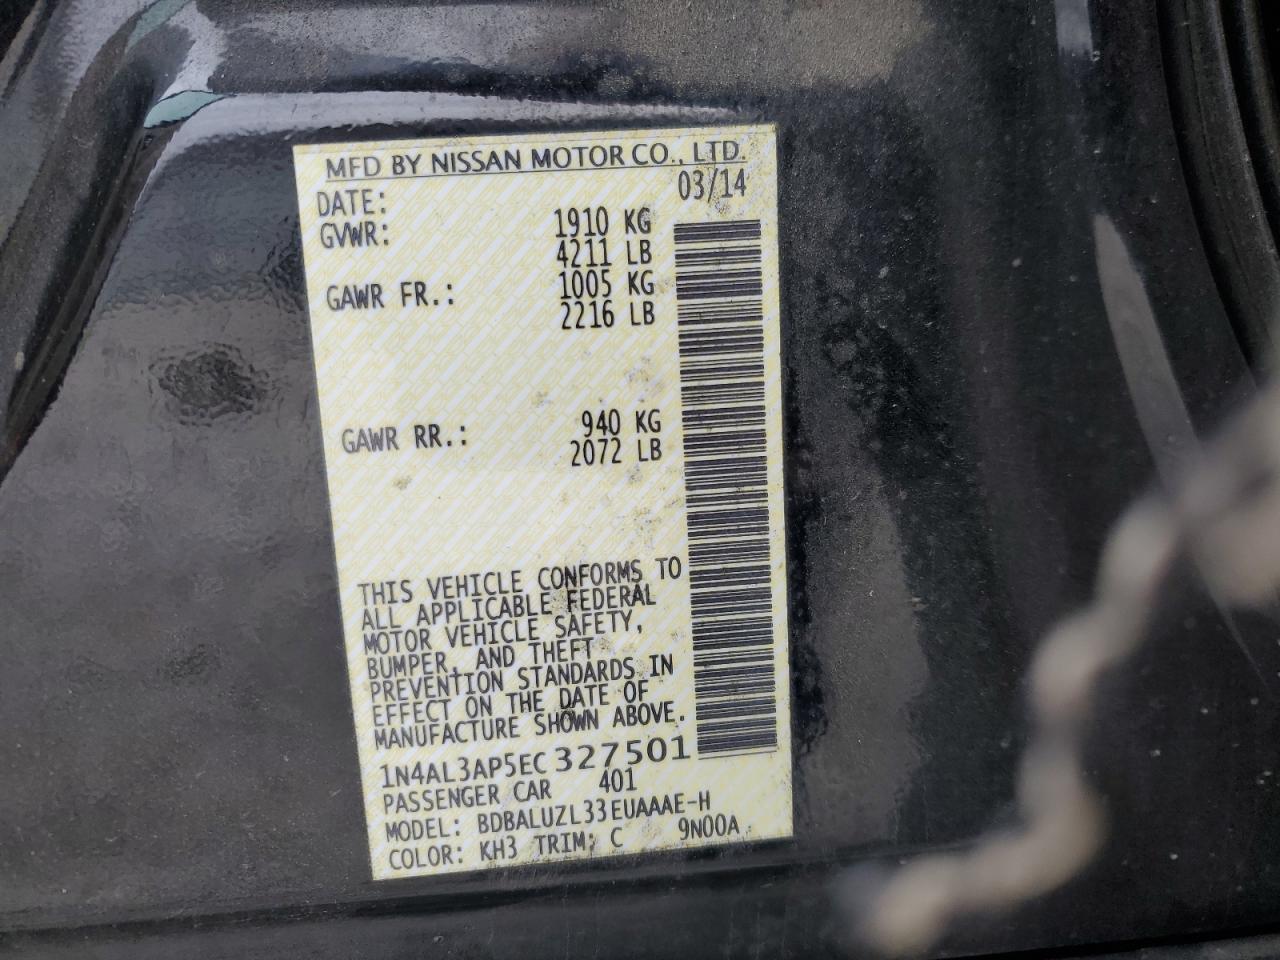 MFD BY NISSAN MOTOR CO., LTD.
DATE: 03/14
GVWR: 1910 KG
4211 LB
GAWR FR.: 1005 KG
2216 LB
GAWR RR.: 940 KG
2072 LB
THIS VEHICLE CONFORMS TO
ALL APPLICABLE FEDERAL
MOTOR VEHICLE SAFETY,
BUMPER, AND THEFT
PREVENTION STANDARDS IN
EFFECT ON THE DATE OF
MANUFACTURE SHOWN ABOVE.
1N4AL3AP5EC327501
PASSENGER CAR 401
MODEL: BDBALUZL33EUAAAE-H
COLOR: KH3 TRIM: C 9N00A